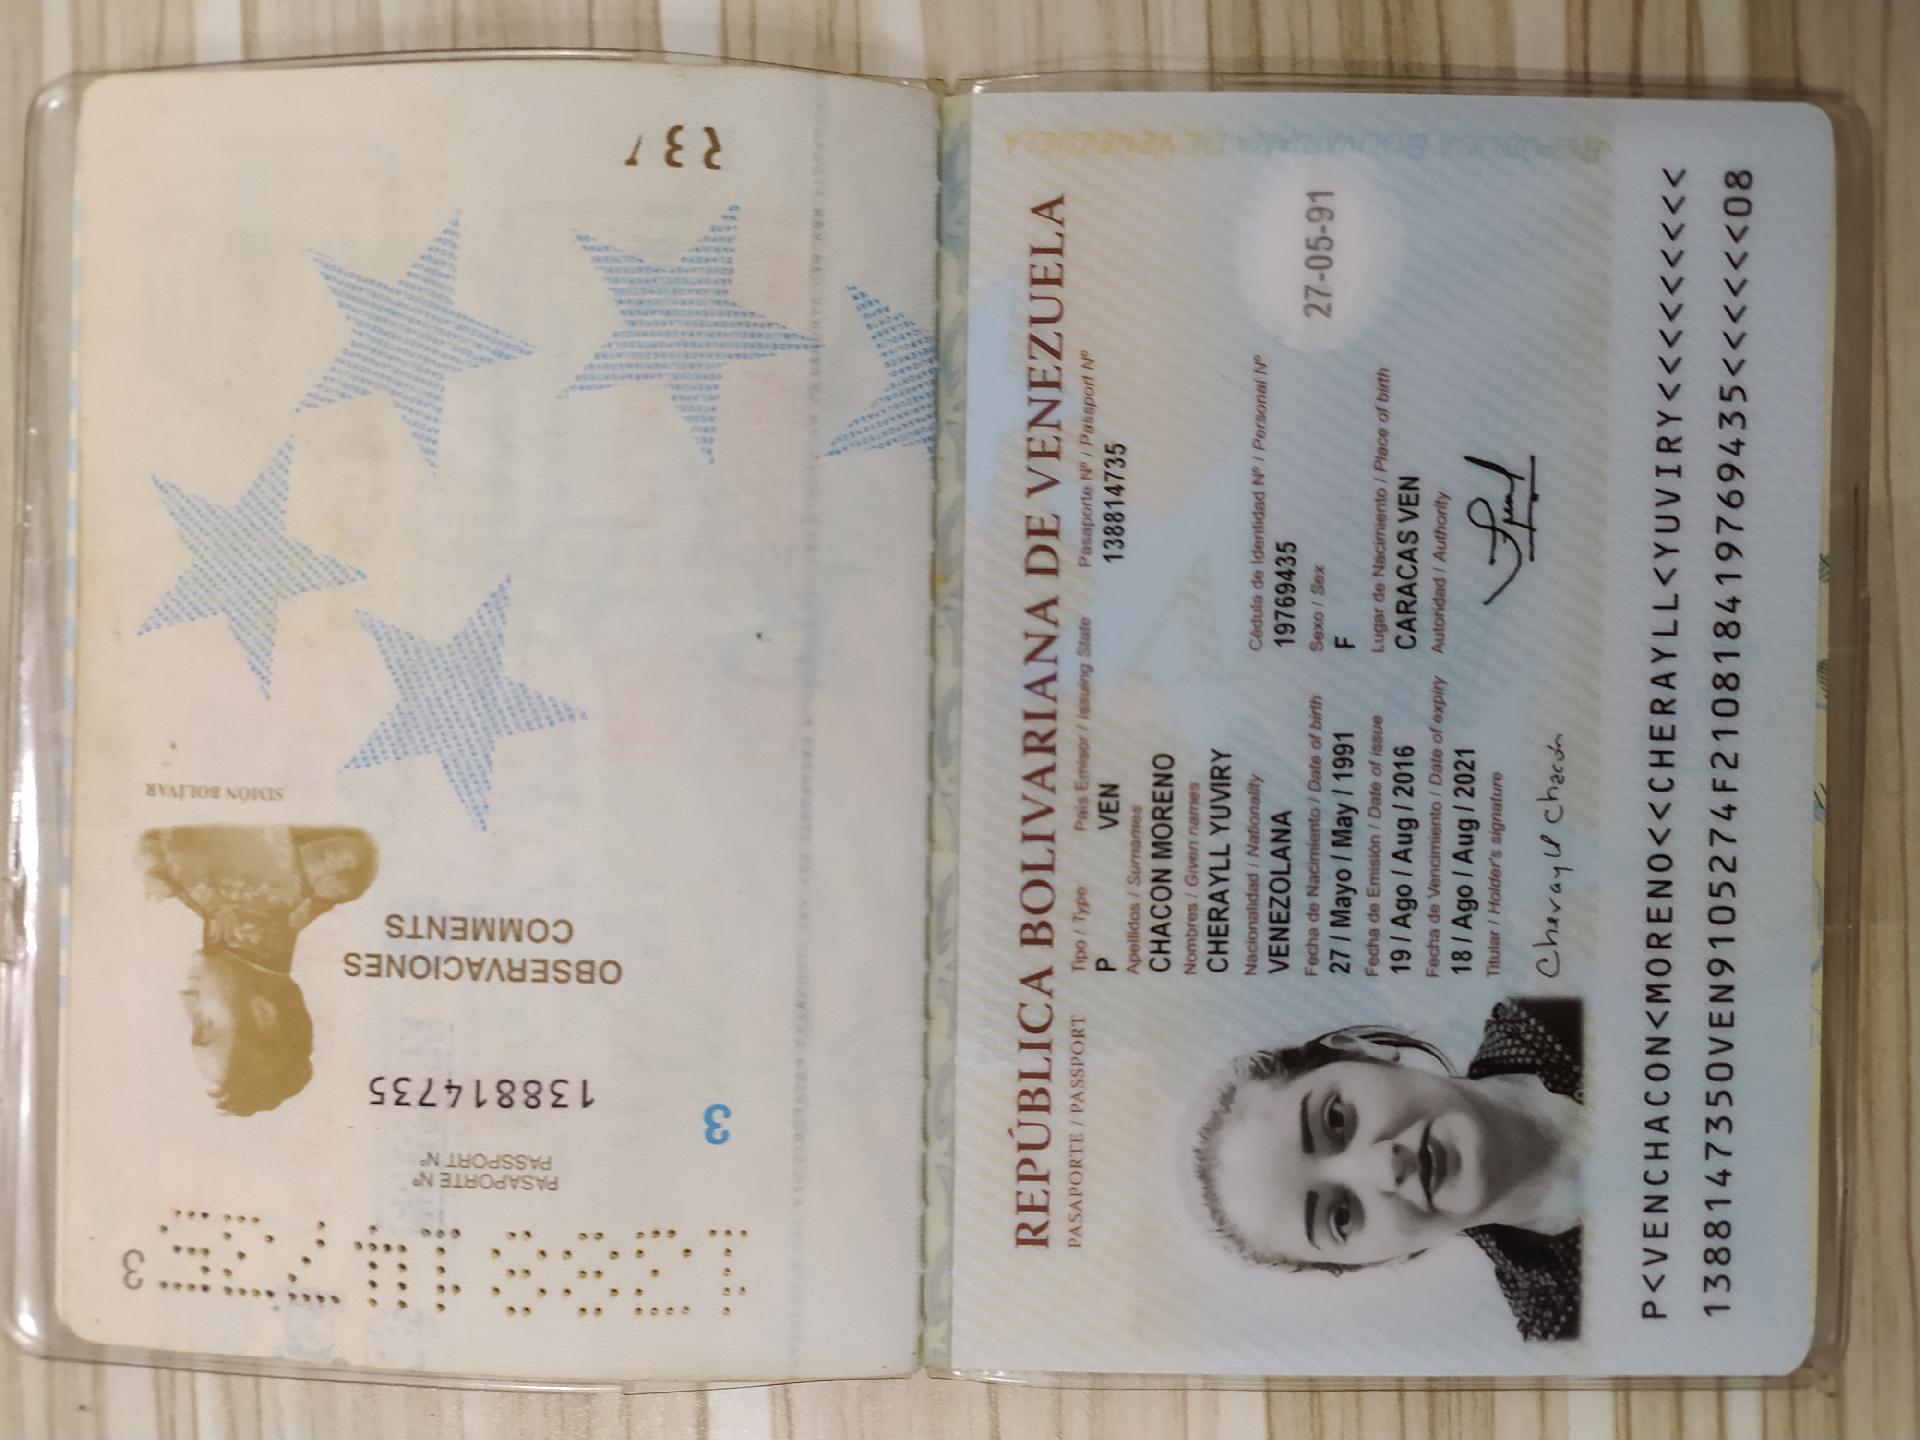 REPÚBLICA BOLIVARIANA DE VENEZUELA
PASAPORTE / PASSPORT
Tipo / Type País Emisor / Issuing State Pasaporte Nº / Passport Nº
P VEN 138814735
Apellidos / Surnames
CHACON MORENO
Nombres / Given names
CHERAYLL YUVIRY
Nacionalidad / Nationality Cédula de Identidad Nº / Personal Nº
VENEZOLANA 19769435
Fecha de Nacimiento / Date of birth Sexo / Sex
27 / Mayo / May / 1991 F
Fecha de Emisión / Date of issue Lugar de Nacimiento / Place of birth
19 / Ago / Aug / 2016 CARACAS VEN
Fecha de Vencimiento / Date of expiry Autoridad / Authority
18 / Ago / Aug / 2021
Titular / Holder's signature
Cherayll Chacón
27-05-91
REPÚBLICA BOLIVARIANA DE VENEZUELA
P<VENCHACON<MORENO<<CHERAYLL<YUVIRY<<<<<<<<<
1388147350VEN9105274F210818419769435<<<<<<08
SIMÓN BOLÍVAR
OBSERVACIONES
COMMENTS
138814735
PASAPORTE Nº
PASSPORT Nº
3
3
138814735